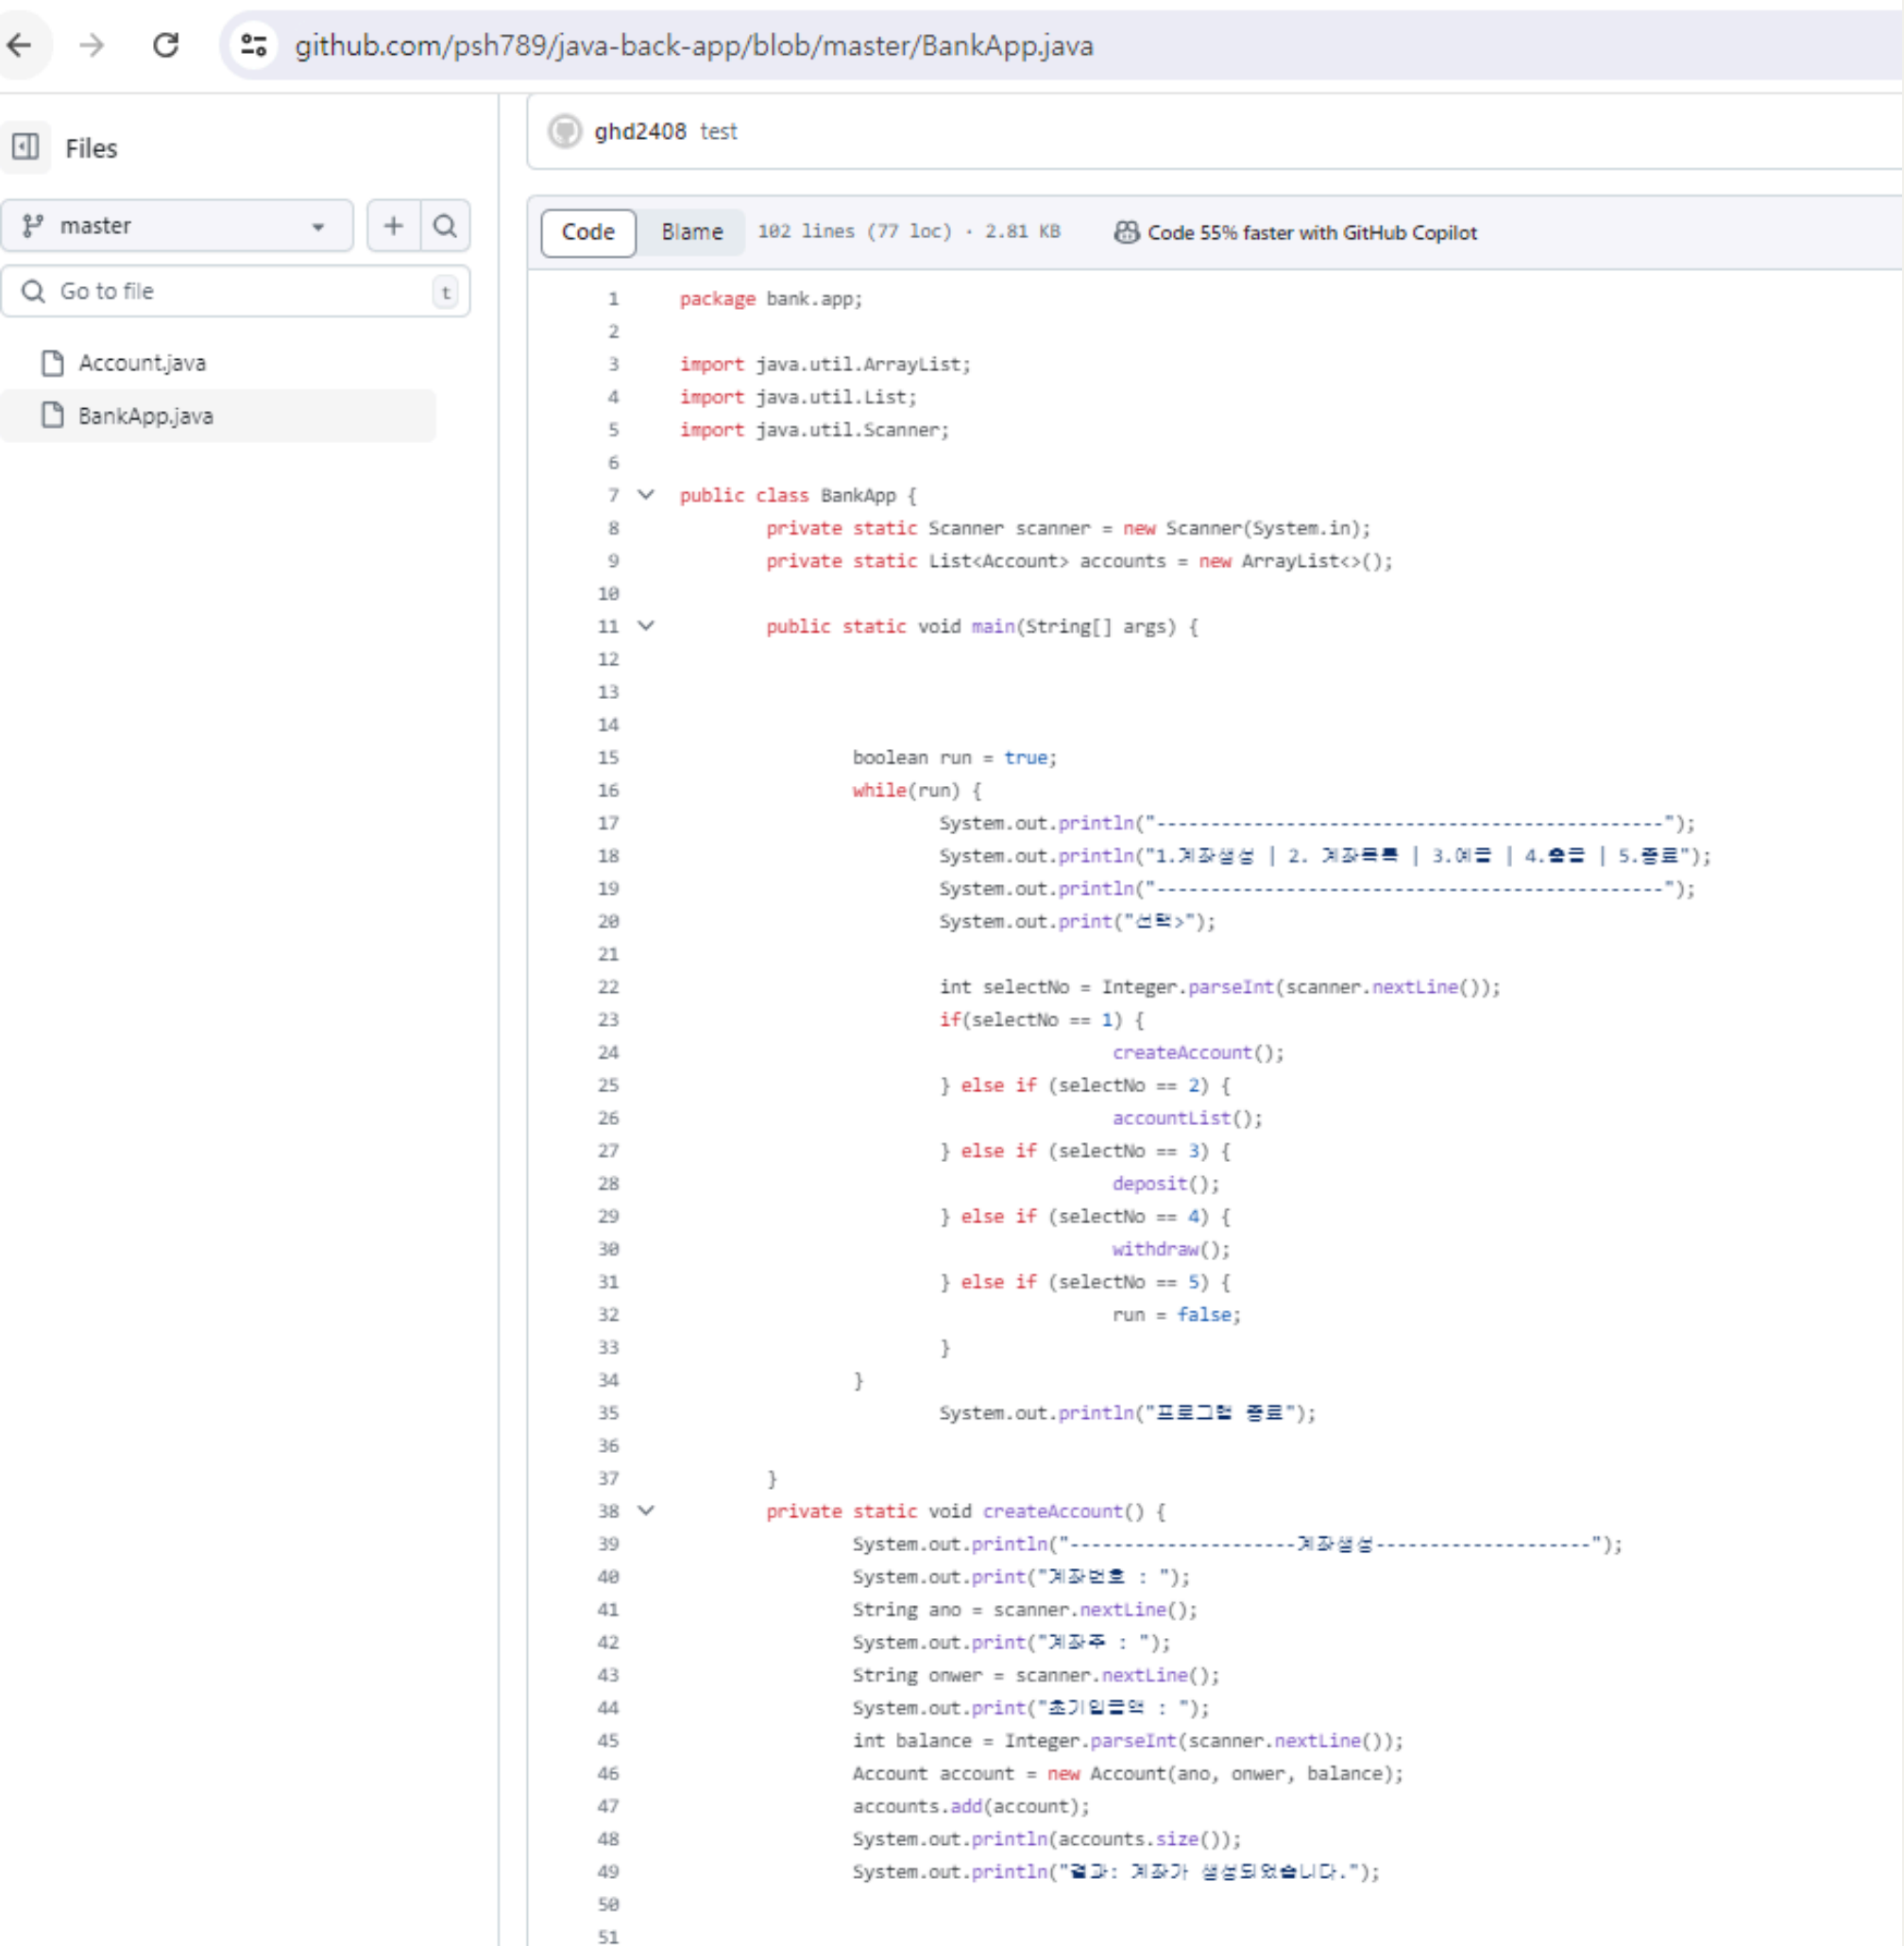 github.com/psh789/java-back-app/blob/master/BankApp.java
Files
master
Go to file
t
Account.java
BankApp.java
ghd2408 test
Code Blame 102 lines (77 loc) · 2.81 KB Code 55% faster with GitHub Copilot
1 package bank.app;
2
3 import java.util.ArrayList;
4 import java.util.List;
5 import java.util.Scanner;
6
7 public class BankApp {
8 private static Scanner scanner = new Scanner(System.in);
9 private static List<Account> accounts = new ArrayList<>();
10
11 public static void main(String[] args) {
12
13
14
15 boolean run = true;
16 while(run) {
17 System.out.println("-----------------------------------------------");
18 System.out.println("1.계좌생성 | 2. 계좌목록 | 3.예금 | 4.출금 | 5.종료");
19 System.out.println("-----------------------------------------------");
20 System.out.print("선택>");
21
22 int selectNo = Integer.parseInt(scanner.nextLine());
23 if(selectNo == 1) {
24 createAccount();
25 } else if (selectNo == 2) {
26 accountList();
27 } else if (selectNo == 3) {
28 deposit();
29 } else if (selectNo == 4) {
30 withdraw();
31 } else if (selectNo == 5) {
32 run = false;
33 }
34 }
35 System.out.println("프로그램 종료");
36
37 }
38 private static void createAccount() {
39 System.out.println("---------------------계좌생성--------------------");
40 System.out.print("계좌번호 : ");
41 String ano = scanner.nextLine();
42 System.out.print("계좌주 : ");
43 String onwer = scanner.nextLine();
44 System.out.print("초기입금액 : ");
45 int balance = Integer.parseInt(scanner.nextLine());
46 Account account = new Account(ano, onwer, balance);
47 accounts.add(account);
48 System.out.println(accounts.size());
49 System.out.println("결과: 계좌가 생성되었습니다.");
50
51